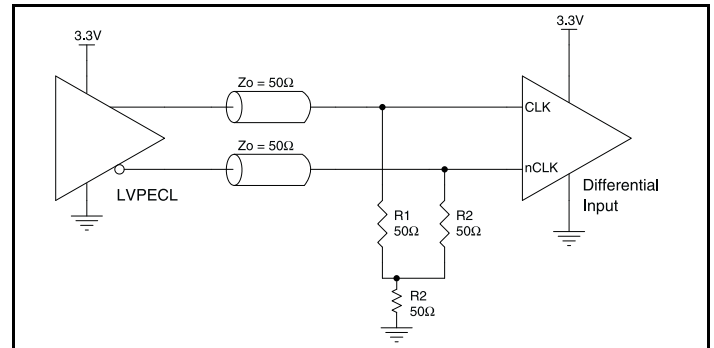 3.3V
3.3V
Zo = 50Ω
CLK
Zo = 50Ω
nCLK
LVPECL
Differential
Input
R1
50Ω
R2
50Ω
R2
50Ω